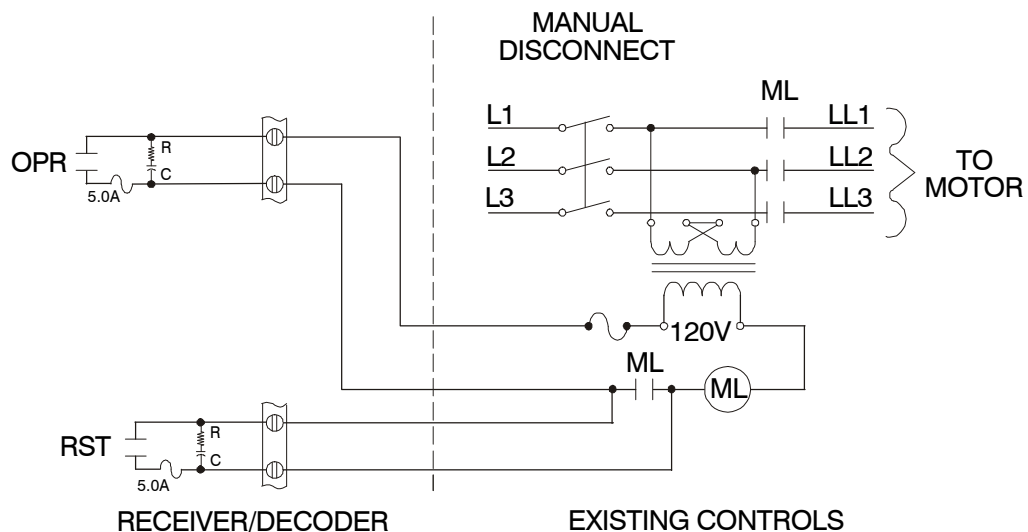 MANUAL
DISCONNECT
ML
L1
LL1
OPR
R
C
5.0A
L2
LL2
TO
MOTOR
L3
LL3
120V
ML
ML
RST
R
C
5.0A
RECEIVER/DECODER
EXISTING CONTROLS